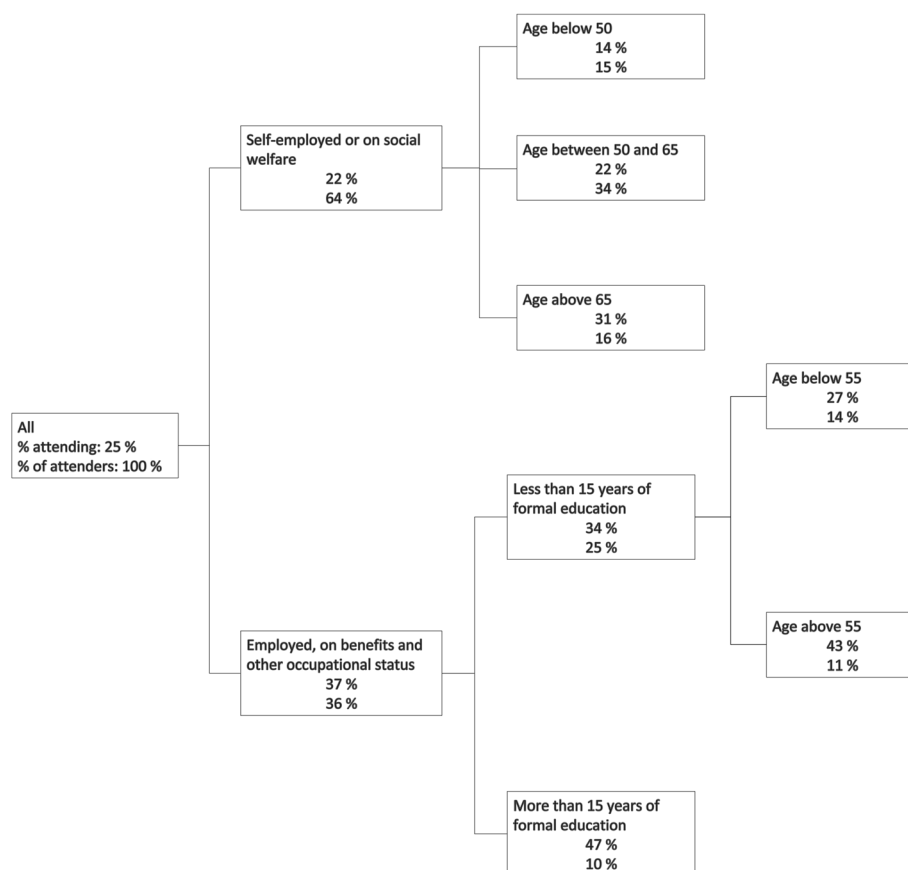 Age below 50
14 %
15 %
Self-employed or on social
welfare
22 %
64 %
Age between 50 and 65
22 %
34 %
Age above 65
31 %
16 %
All
% attending: 25 %
% of attenders: 100 %
Age below 55
27 %
14 %
Less than 15 years of
formal education
34 %
25 %
Employed, on benefits and
other occupational status
37 %
36 %
Age above 55
43 %
11 %
More than 15 years of
formal education
47 %
10 %